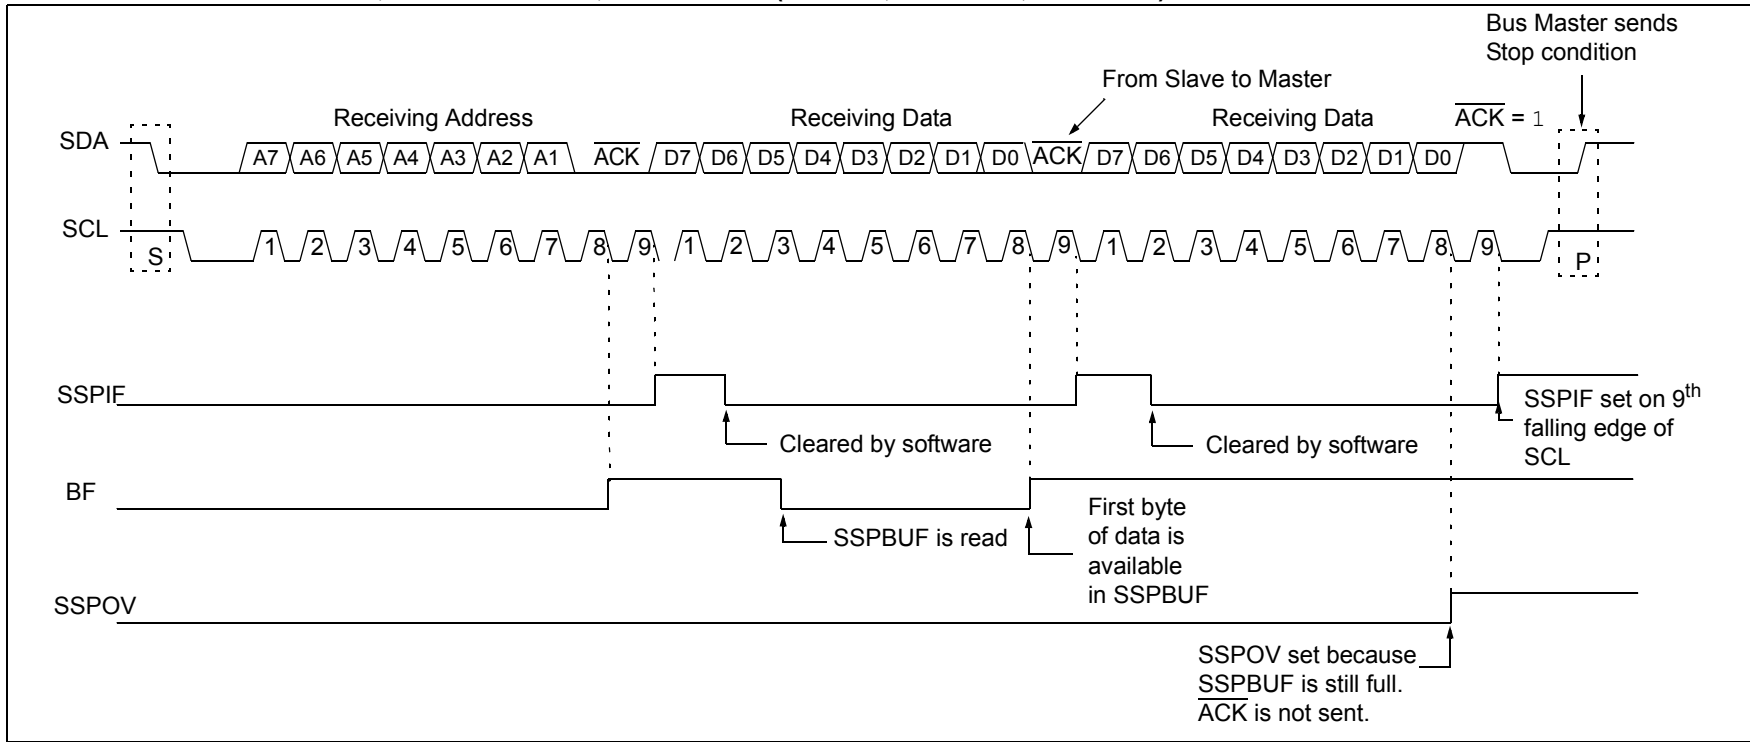 Bus Master sends
Stop condition
From Slave to Master
Receiving Address
Receiving Data
Receiving Data
ACK = 1
SDA
A7 A6 A5 A4 A3 A2 A1 ACK D7 D6 D5 D4 D3 D2 D1 D0 ACK D7 D6 D5 D4 D3 D2 D1 D0
SCL
S
1 2 3 4 5 6 7 8 9 1 2 3 4 5 6 7 8 9 1 2 3 4 5 6 7 8 9
P
SSPIF
Cleared by software
Cleared by software
SSPIF set on 9th
falling edge of
SCL
BF
SSPBUF is read
First byte
of data is
available
in SSPBUF
SSPOV
SSPOV set because
SSPBUF is still full.
ACK is not sent.